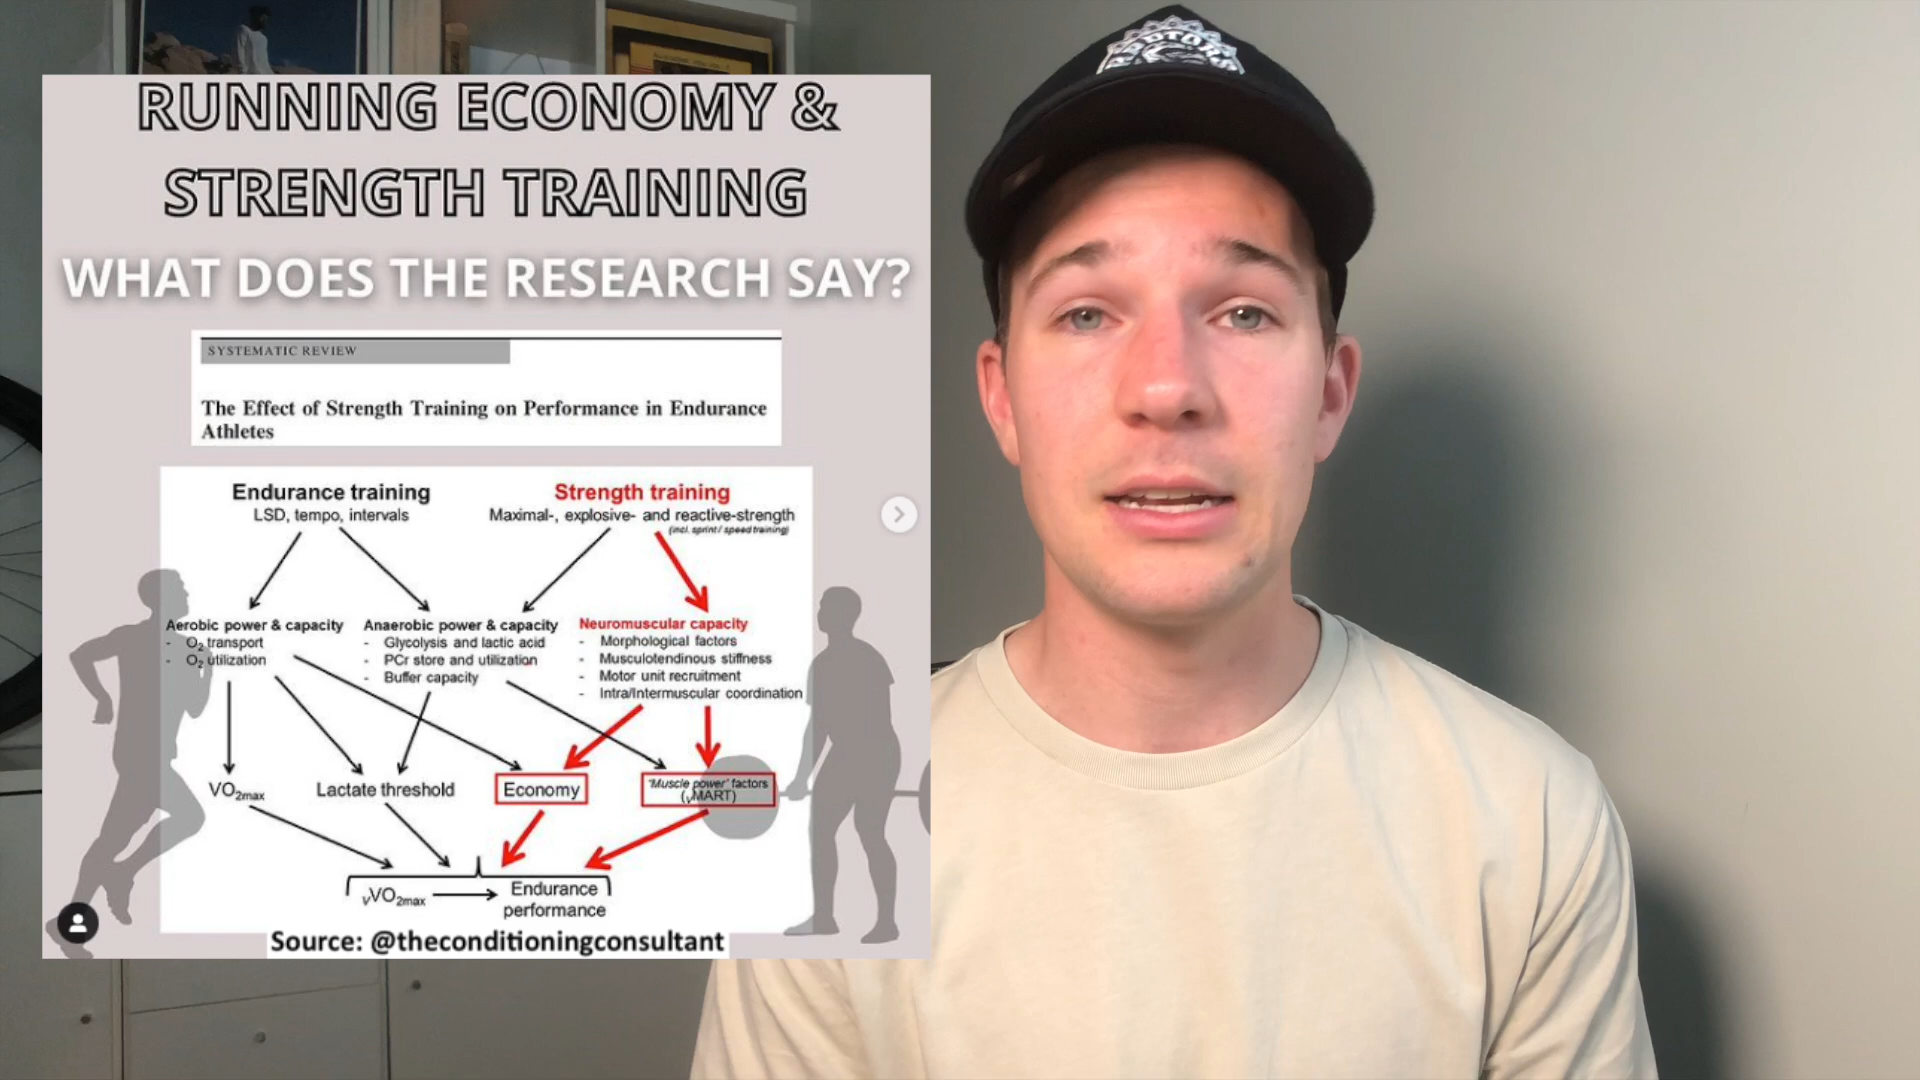 RUNNING ECONOMY &
STRENGTH TRAINING
WHAT DOES THE RESEARCH SAY?
SYSTEMATIC REVIEW
The Effect of Strength Training on Performance in Endurance
Athletes
Endurance training
LSD, tempo, intervals
Strength training
Maximal-, explosive- and reactive-strength
(incl. sprint / speed training)
Aerobic power & capacity
- O2 transport
- O2 utilization
Anaerobic power & capacity
- Glycolysis and lactic acid
- PCr store and utilization
- Buffer capacity
Neuromuscular capacity
- Morphological factors
- Musculotendinous stiffness
- Motor unit recruitment
- Intra/Intermuscular coordination
VO2max
Lactate threshold
Economy
'Muscle power' factors
(vMART)
vVO2max
Endurance
performance
Source: @theconditioningconsultant